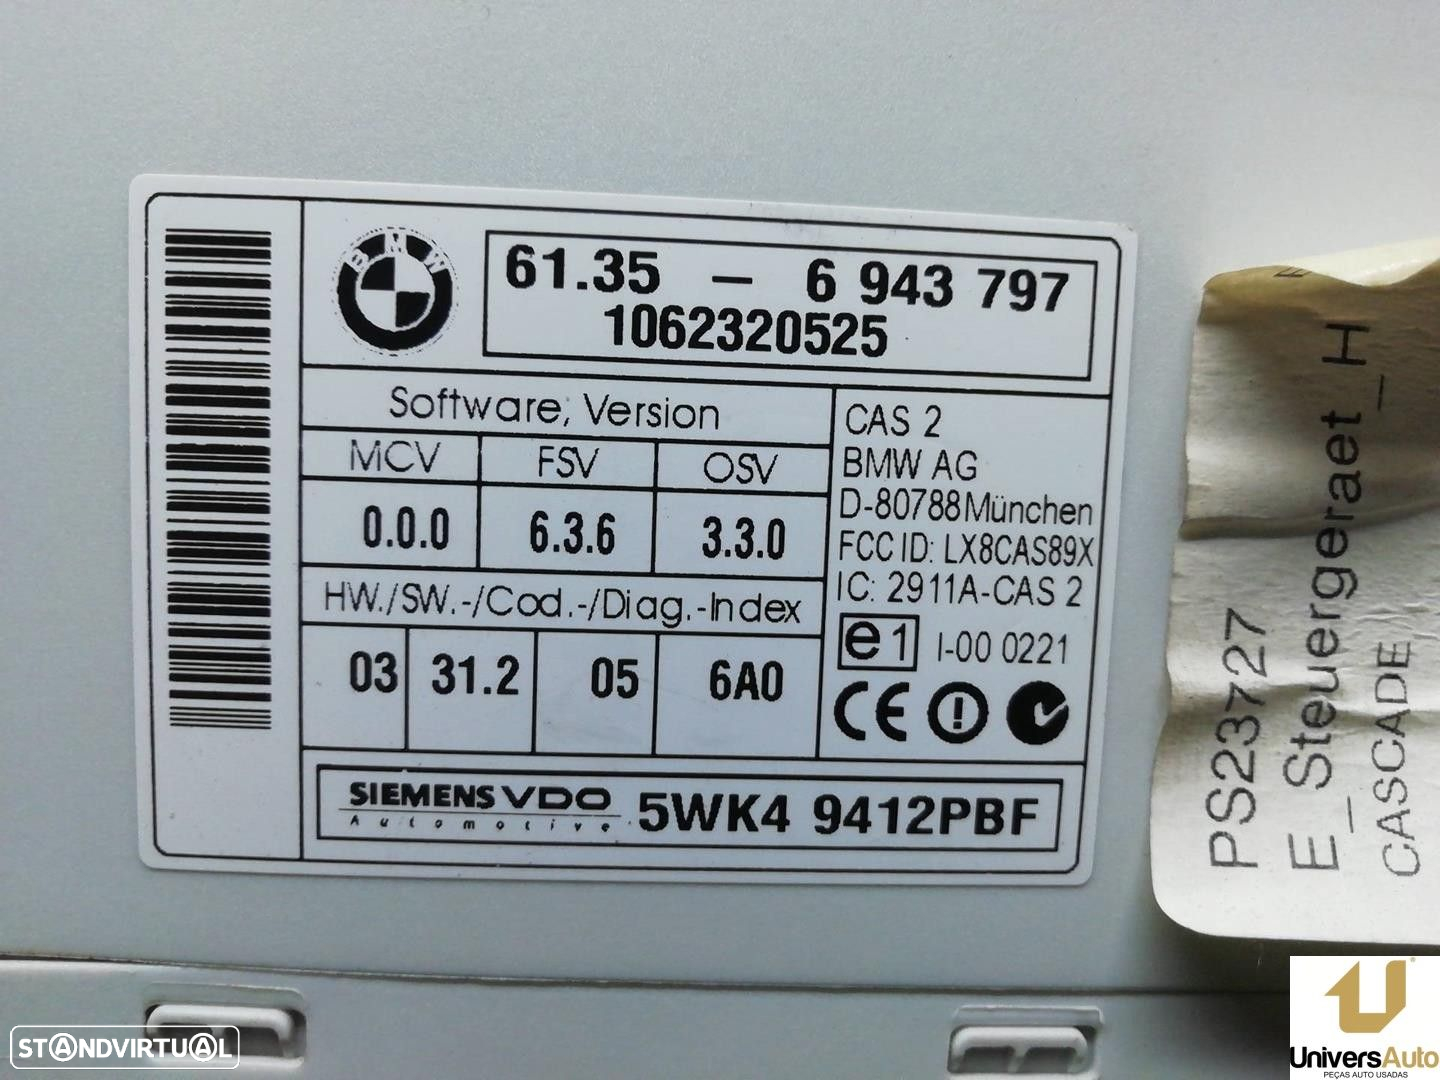 BMW
61.35 – 6 943 797
1062320525
Software, Version
MCV FSV OSV
0.0.0 6.3.6 3.3.0
HW./SW.-/Cod.-/Diag.-Index
03 31.2 05 6A0
CAS 2
BMW AG
D-80788 München
FCC ID: LX8CAS89X
IC: 2911A-CAS 2
e1 I-00 0221
CE
SIEMENS VDO
Automotive
5WK4 9412PBF
PS23727
E_Steuergeraet_H
CASCADE
STANDVIRTUAL
UniversAuto
PEÇAS AUTO USADAS